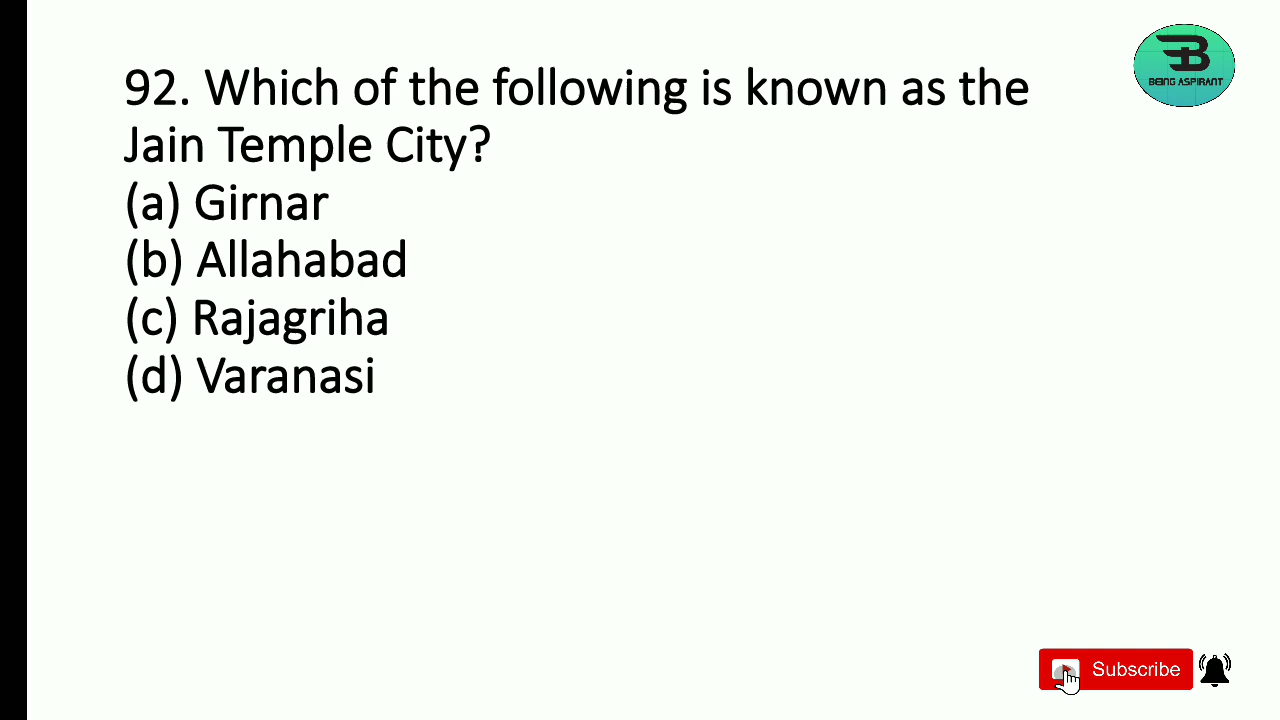 92. Which of the following is known as the
Jain Temple City?
(a) Girnar
(b) Allahabad
(c) Rajagriha
(d) Varanasi
BEING ASPIRANT
Subscribe